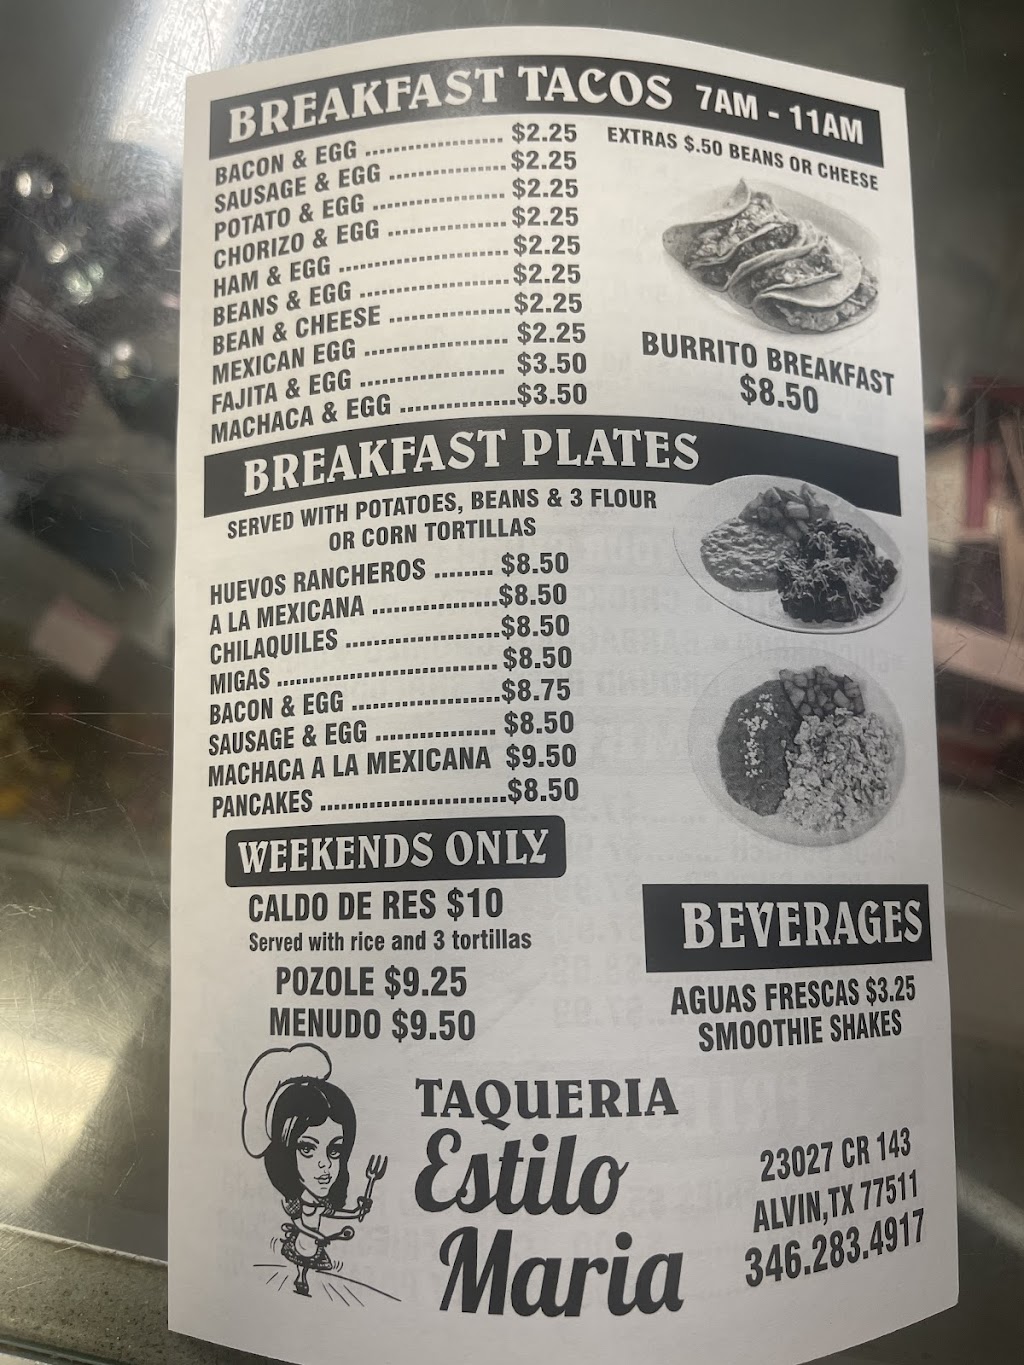 BREAKFAST TACOS 7AM - 11AM
BACON & EGG ................... $2.25
SAUSAGE & EGG ................ $2.25
POTATO & EGG .................. $2.25
CHORIZO & EGG ................ $2.25
HAM & EGG ....................... $2.25
BEANS & EGG .................... $2.25
BEAN & CHEESE ................ $2.25
MEXICAN EGG ................... $2.25
FAJITA & EGG .................... $3.50
MACHACA & EGG ............... $3.50
EXTRAS $.50 BEANS OR CHEESE
BURRITO BREAKFAST
$8.50
BREAKFAST PLATES
SERVED WITH POTATOES, BEANS & 3 FLOUR
OR CORN TORTILLAS
HUEVOS RANCHEROS ........ $8.50
A LA MEXICANA .................. $8.50
CHILAQUILES ...................... $8.50
MIGAS ................................ $8.50
BACON & EGG ..................... $8.75
SAUSAGE & EGG ................. $8.50
MACHACA A LA MEXICANA $9.50
PANCAKES ........................... $8.50
WEEKENDS ONLY
CALDO DE RES $10
Served with rice and 3 tortillas
POZOLE $9.25
MENUDO $9.50
BEVERAGES
AGUAS FRESCAS $3.25
SMOOTHIE SHAKES
TAQUERIA
Estilo
Maria
23027 CR 143
ALVIN,TX 77511
346.283.4917